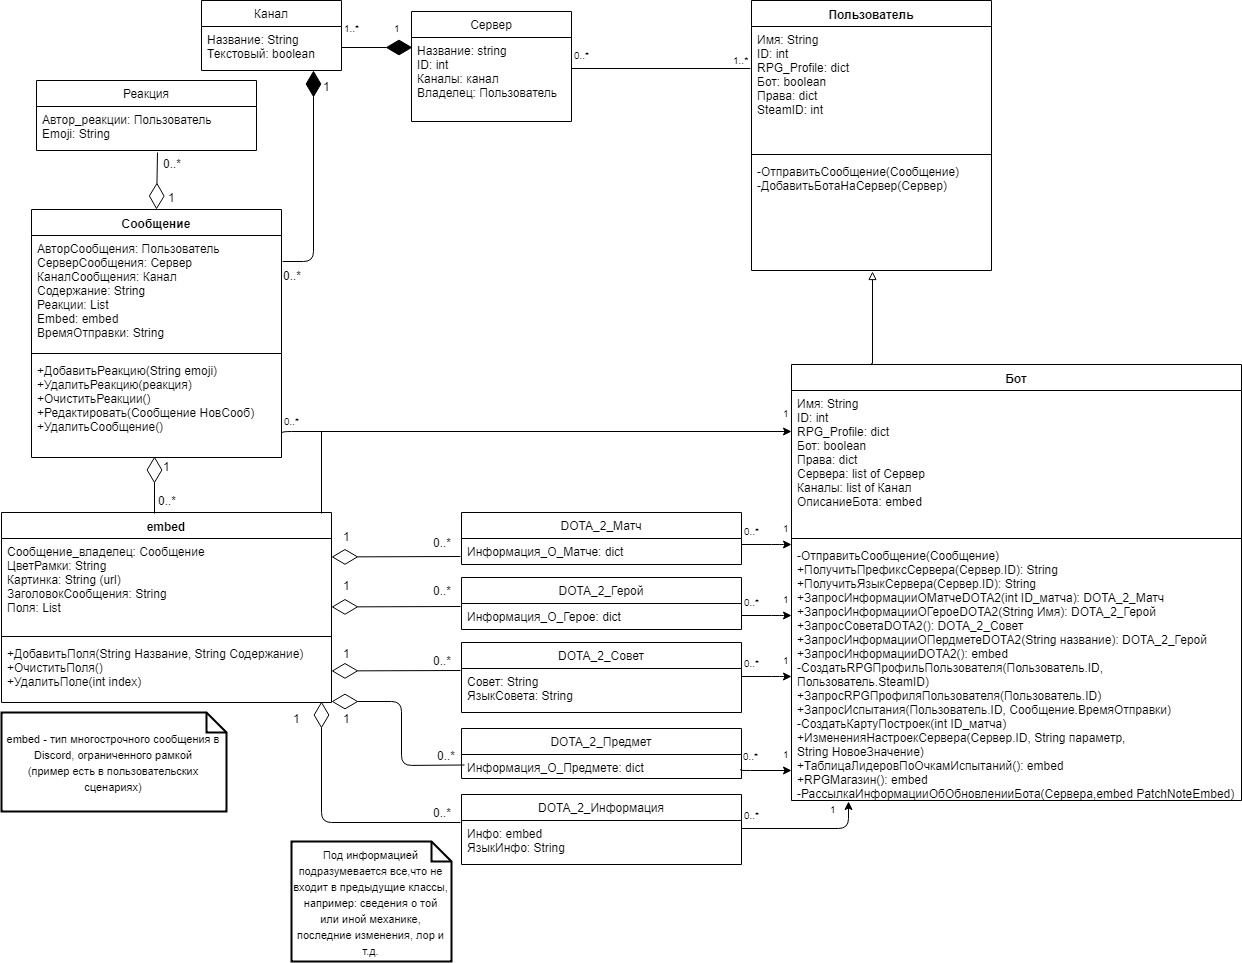 Канал
Название: String
Текстовый: boolean
1..*
1
Сервер
Название: string
ID: int
Каналы: канал
Владелец: Пользователь
0..*
1..*
Пользователь
Имя: String
ID: int
RPG_Profile: dict
Бот: boolean
Права: dict
SteamID: int
-ОтправитьСообщение(Сообщение)
-ДобавитьБотаНаСервер(Сервер)
1
0..*
Реакция
Автор_реакции: Пользователь
Emoji: String
0..*
1
Сообщение
АвторСообщения: Пользователь
СерверСообщения: Сервер
КаналСообщения: Канал
Содержание: String
Реакции: List
Embed: embed
ВремяОтправки: String
+ДобавитьРеакцию(String emoji)
+УдалитьРеакцию(реакция)
+ОчиститьРеакции()
+Редактировать(Сообщение НовСооб)
+УдалитьСообщение()
0..*
1
1
0..*
embed
Сообщение_владелец: Сообщение
ЦветРамки: String
Картинка: String (url)
ЗаголовокСообщения: String
Поля: List
+ДобавитьПоля(String Название, String Содержание)
+ОчиститьПоля()
+УдалитьПоле(int index)
embed - тип многострочного сообщения в
Discord, ограниченного рамкой
(пример есть в пользовательских
сценариях)
1
0..*
DOTA_2_Матч
Информация_О_Матче: dict
0..*
1
1
0..*
DOTA_2_Герой
Информация_О_Герое: dict
0..*
1
1
0..*
DOTA_2_Совет
Совет: String
ЯзыкСовета: String
0..*
1
1
0..*
DOTA_2_Предмет
Информация_О_Предмете: dict
0..*
1
1
0..*
DOTA_2_Информация
Инфо: embed
ЯзыкИнфо: String
0..*
1
Под информацией
подразумевается все,что не
входит в предыдущие классы,
например: сведения о той
или иной механике,
последние изменения, лор и
т.д.
Бот
Имя: String
ID: int
RPG_Profile: dict
Бот: boolean
Права: dict
Сервера: list of Сервер
Каналы: list of Канал
ОписаниеБота: embed
-ОтправитьСообщение(Сообщение)
+ПолучитьПрефиксСервера(Сервер.ID): String
+ПолучитьЯзыкСервера(Сервер.ID): String
+ЗапросИнформацииОМатчеDOTA2(int ID_матча): DOTA_2_Матч
+ЗапросИнформацииОГероеDOTA2(String Имя): DOTA_2_Герой
+ЗапросСоветаDOTA2(): DOTA_2_Совет
+ЗапросИнформацииОПердметеDOTA2(String название): DOTA_2_Герой
+ЗапросИнформацииDOTA2(): embed
-СоздатьRPGПрофильПользователя(Пользователь.ID,
Пользователь.SteamID)
+ЗапросRPGПрофиляПользователя(Пользователь.ID)
+ЗапросИспытания(Пользователь.ID, Сообщение.ВремяОтправки)
-СоздатьКартуПостроек(int ID_матча)
+ИзмененияНастроекСервера(Сервер.ID, String параметр,
String НовоеЗначение)
+ТаблицаЛидеровПоОчкамИспытаний(): embed
+RPGМагазин(): embed
-РассылкаИнформацииОбОбновленииБота(Сервера,embed PatchNoteEmbed)